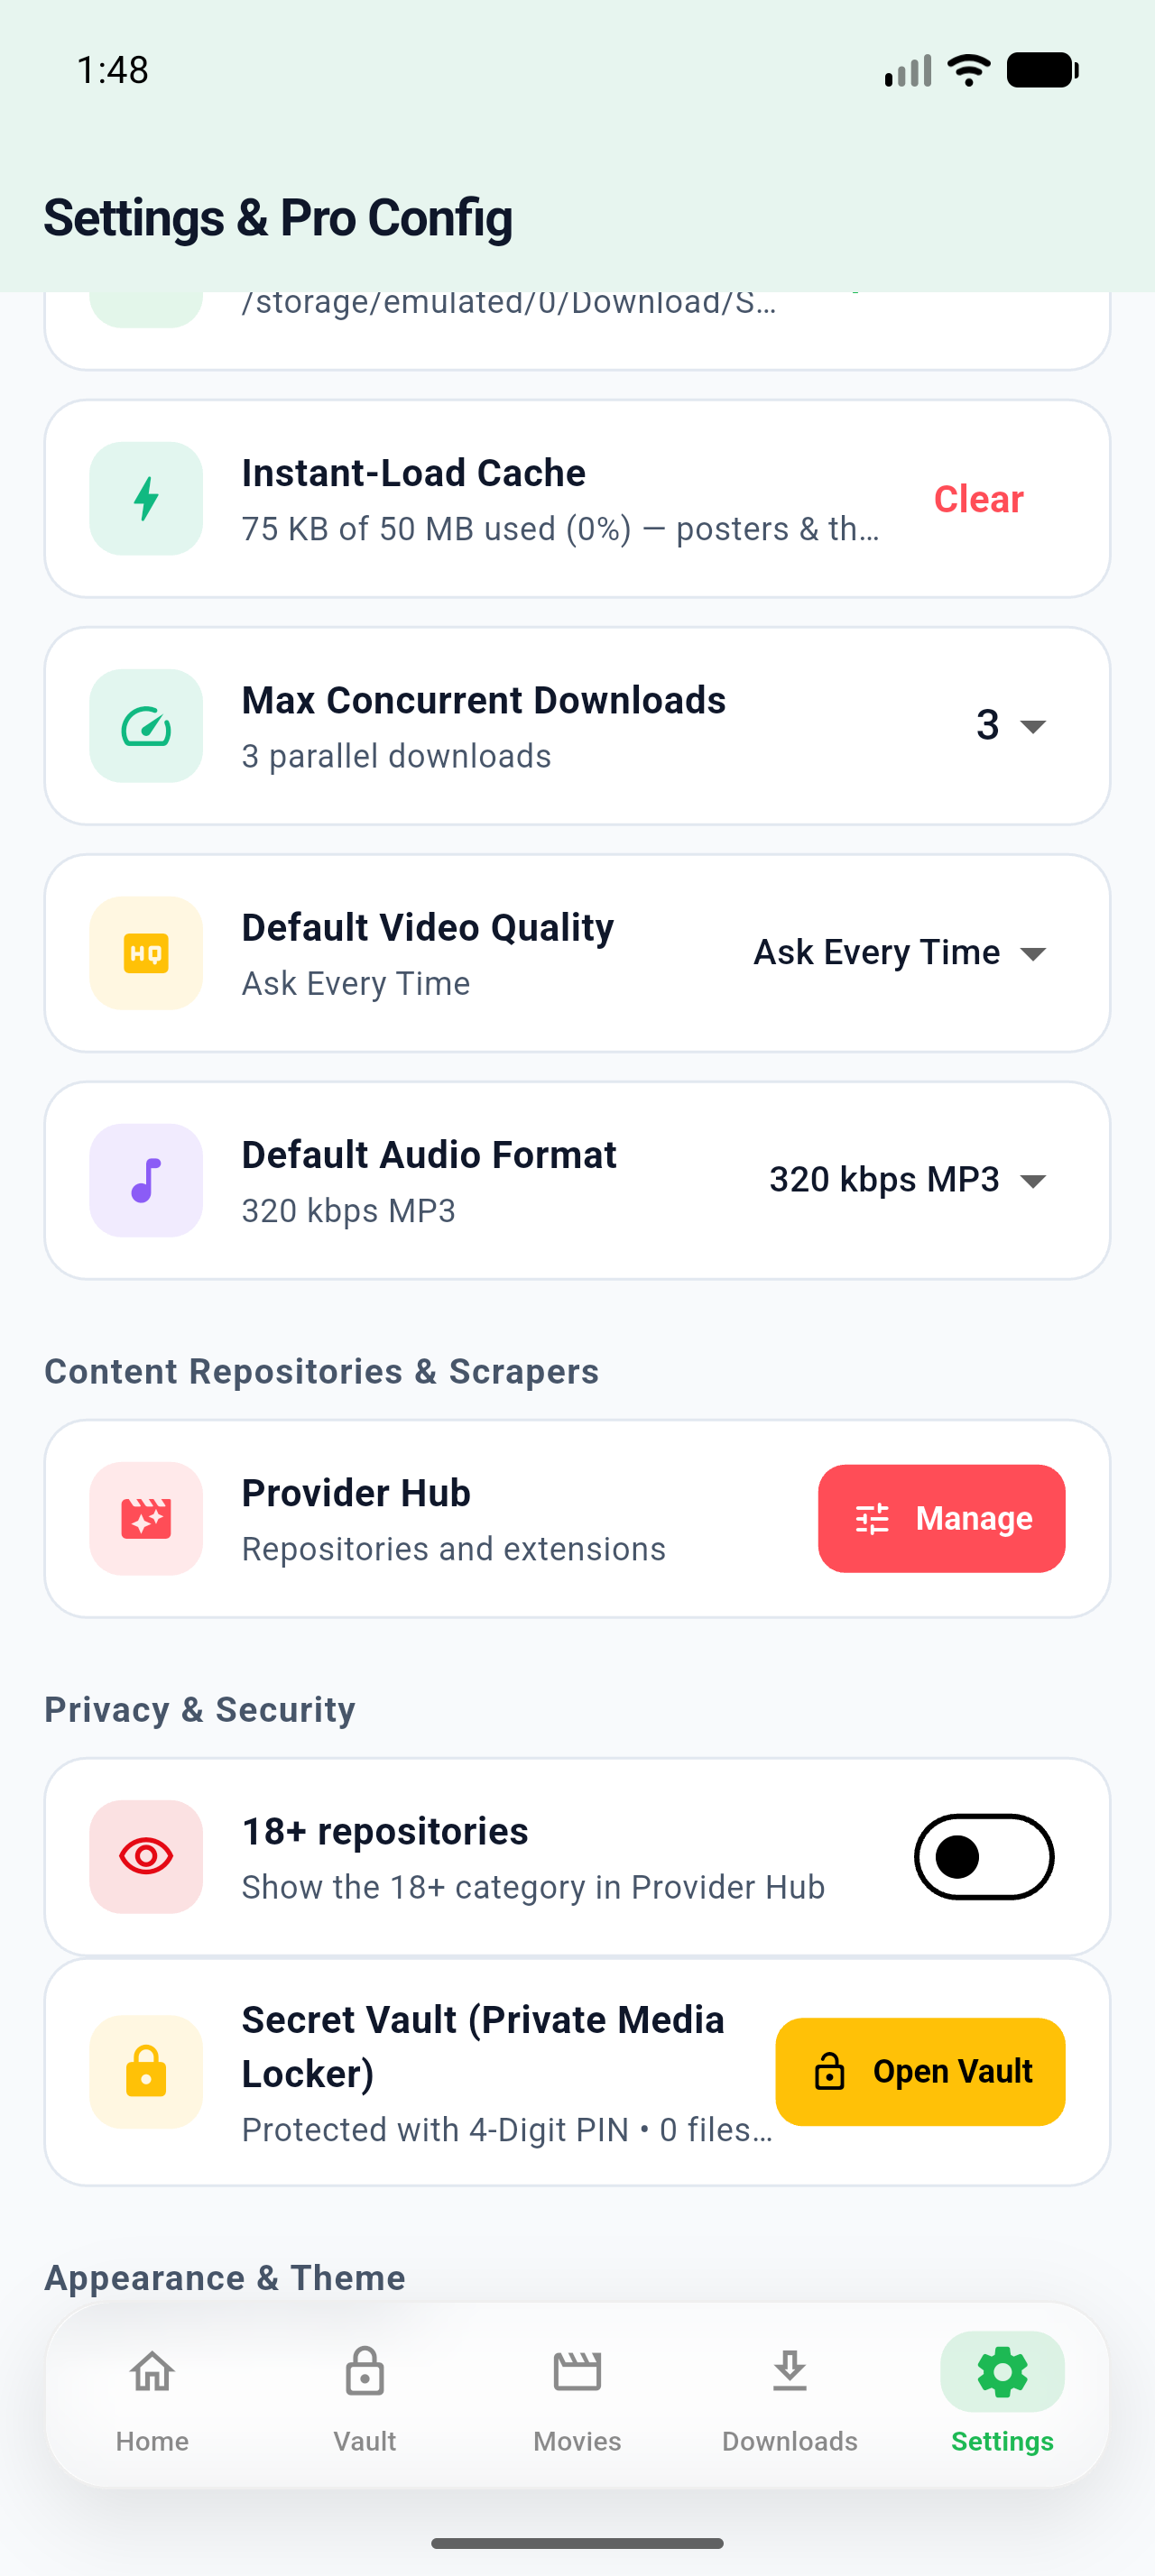 1:48
Settings & Pro Config
/storage/emulated/0/Download/S...
Instant-Load Cache
75 KB of 50 MB used (0%) — posters & th...
Clear
Max Concurrent Downloads
3 parallel downloads
3
HQ
Default Video Quality
Ask Every Time
Ask Every Time
Default Audio Format
320 kbps MP3
320 kbps MP3
Content Repositories & Scrapers
Provider Hub
Repositories and extensions
Manage
Privacy & Security
18+ repositories
Show the 18+ category in Provider Hub
Secret Vault (Private Media
Locker)
Protected with 4-Digit PIN • 0 files...
Open Vault
Appearance & Theme
Home
Vault
Movies
Downloads
Settings